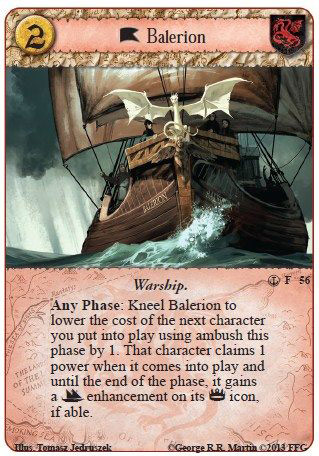 2
Balerion
Warship.
F 56
Any Phase: Kneel Balerion to
lower the cost of the next character
you put into play using ambush this
phase by 1. That character claims 1
power when it comes into play and
until the end of the phase, it gains
a enhancement on its icon,
if able.
Illus. Tomasz Jedruszek
©George R.R. Martin ©2013 FFG